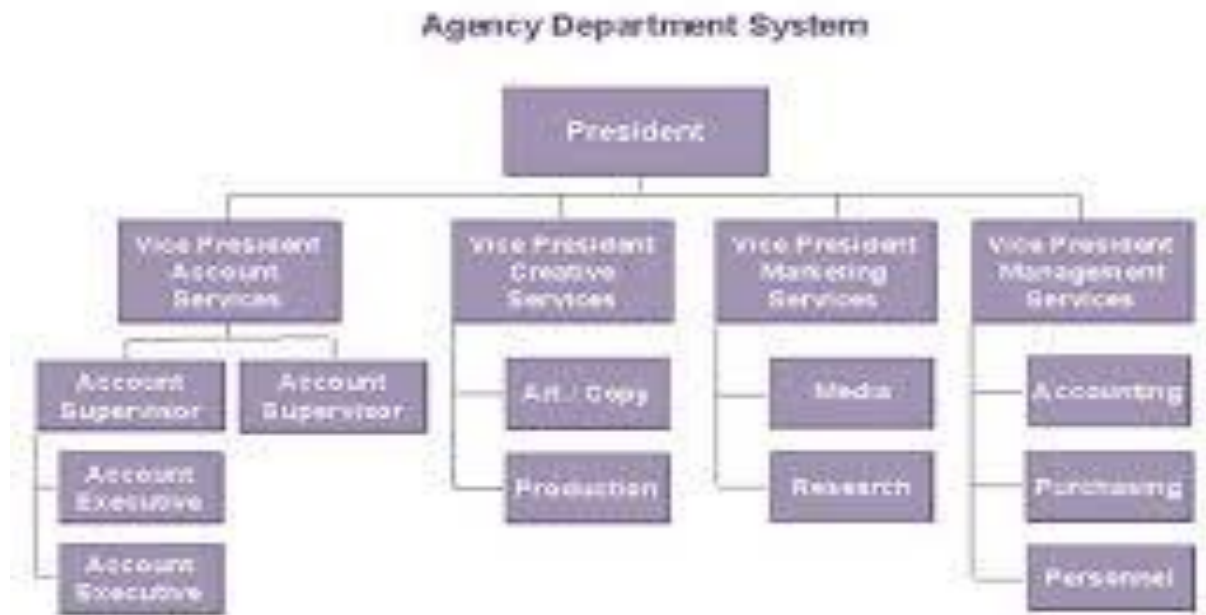 Agency Department System
President
Vice President
Account
Services
Vice President
Creative
Services
Vice President
Marketing
Services
Vice President
Management
Services
Account
Supervisor
Account
Supervisor
Account
Executive
Account
Executive
Art / Copy
Production
Media
Research
Accounting
Purchasing
Personnel